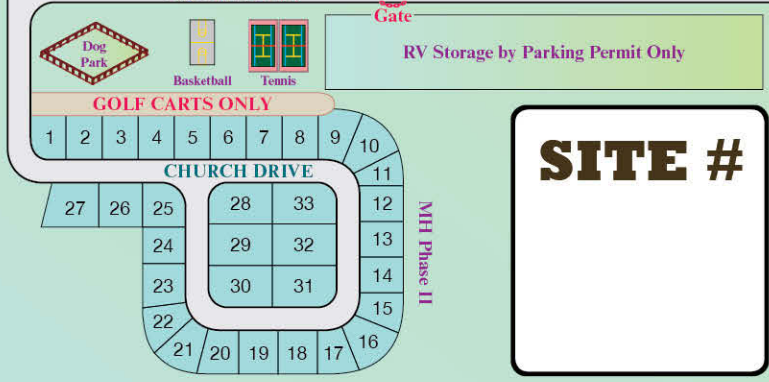 Gate
Dog
Park
Basketball
Tennis
RV Storage by Parking Permit Only
GOLF CARTS ONLY
1 2 3 4 5 6 7 8 9 10
11
CHURCH DRIVE
SITE #
27 26 25 28 33 12
MH Phase II
24 29 32 13
23 30 31 14
22 15
21 20 19 18 17 16